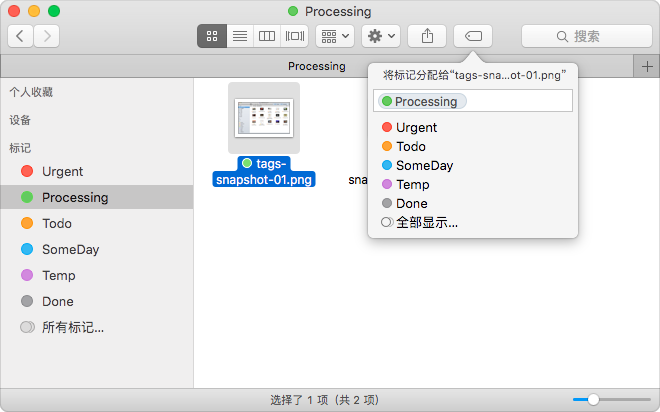 Processing
搜索
Processing
将标记分配给“tags-sna...ot-01.png”
Processing
Urgent
Todo
SomeDay
Temp
Done
全部显示...
个人收藏
设备
标记
Urgent
Processing
Todo
SomeDay
Temp
Done
所有标记...
tags-
snapshot-01.png
sna
选择了 1 项（共 2 项）